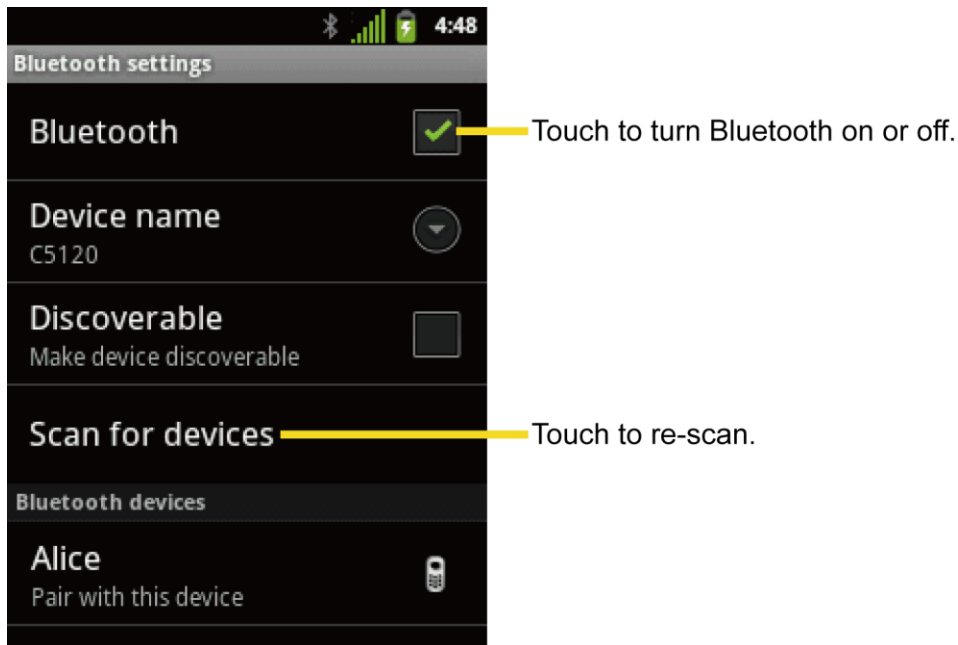 4:48
Bluetooth settings
Bluetooth
Touch to turn Bluetooth on or off.
Device name
C5120
Discoverable
Make device discoverable
Scan for devices
Touch to re-scan.
Bluetooth devices
Alice
Pair with this device